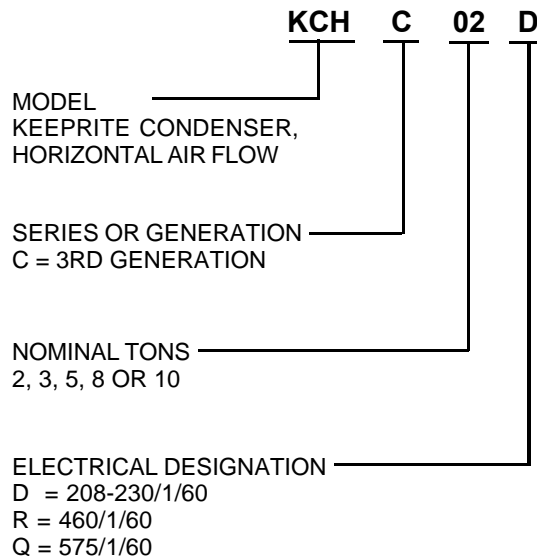 KCH C 02 D
MODEL
KEEPRITE CONDENSER,
HORIZONTAL AIR FLOW
SERIES OR GENERATION
C = 3RD GENERATION
NOMINAL TONS
2, 3, 5, 8 OR 10
ELECTRICAL DESIGNATION
D = 208-230/1/60
R = 460/1/60
Q = 575/1/60